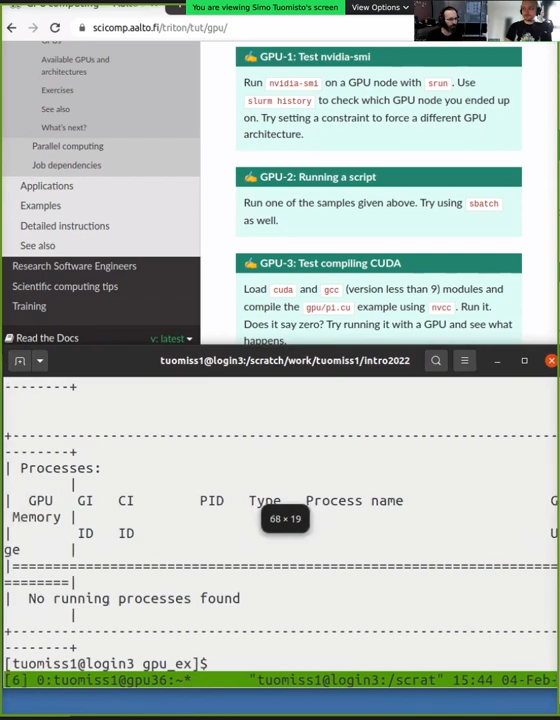 You are viewing Simo Tuomisto's screen
View Options
scicomp.aalto.fi/triton/tut/gpu/
Available GPUs and
architectures
Exercises
See also
What's next?
Parallel computing
Job dependencies
Applications
Examples
Detailed instructions
See also
Research Software Engineers
Scientific computing tips
Training
Read the Docs
v: latest
GPU-1: Test nvidia-smi
Run nvidia-smi on a GPU node with srun. Use
slurm history to check which GPU node you ended up
on. Try setting a constraint to force a different GPU
architecture.
GPU-2: Running a script
Run one of the samples given above. Try using sbatch
as well.
GPU-3: Test compiling CUDA
Load cuda and gcc (version less than 9) modules and
compile the gpu/pi.cu example using nvcc. Run it.
Does it say zero? Try running it with a GPU and see what
happens.
tuomiss1@login3:/scratch/work/tuomiss1/intro2022
--------+
+-----------------------------------------------------------
--------+
| Processes:
|
| GPU GI CI PID Type Process name G
Memory |
| ID ID U
ge |
|===========================================================
========|
| No running processes found
|
+-----------------------------------------------------------
--------+
[tuomiss1@login3 gpu_ex]$
[6] 0:tuomiss1@gpu36:~* "tuomiss1@login3:/scrat" 15:44 04-Feb-
68 × 19